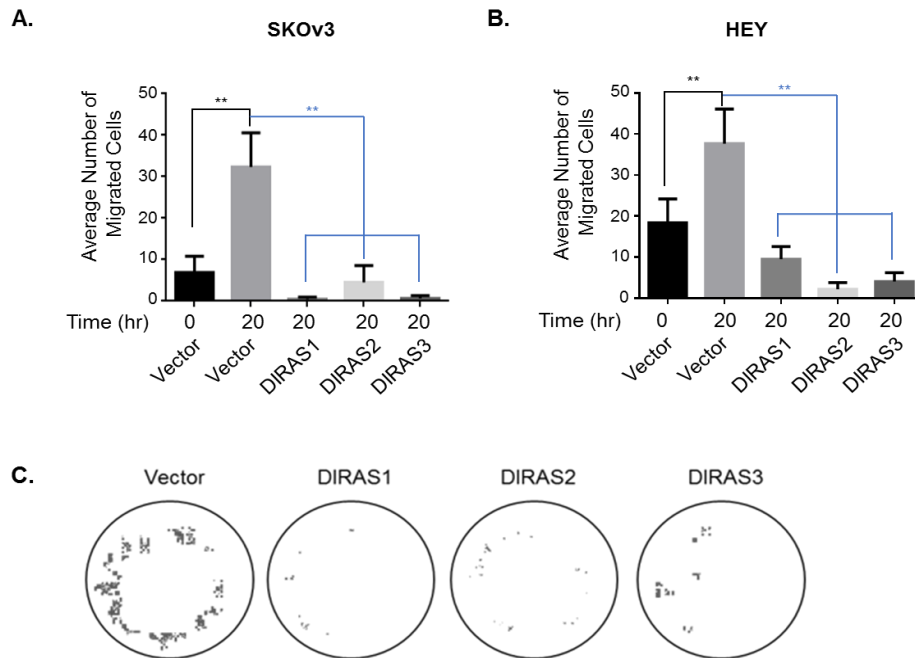 A.
SKOv3
Average Number of
Migrated Cells
50
40
30
20
10
0
**
**
Time (hr) 0 20 20 20 20
Vector Vector DIRAS1 DIRAS2 DIRAS3
B.
HEY
Average Number of
Migrated Cells
50
40
30
20
10
0
**
**
Time (hr) 0 20 20 20 20
Vector Vector DIRAS1 DIRAS2 DIRAS3
C.
Vector DIRAS1 DIRAS2 DIRAS3